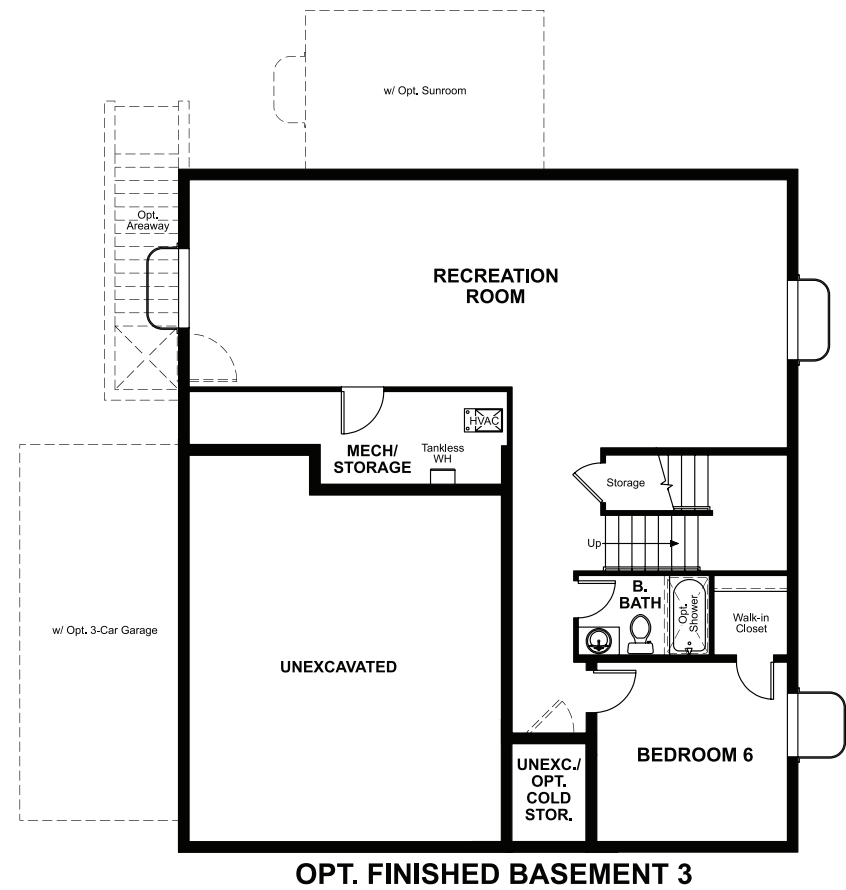 w/ Opt. Sunroom
Opt.
Areaway
RECREATION
ROOM
HVAC
MECH/
STORAGE
Tankless
WH
Storage
Up
B.
BATH
Opt.
Shower
Walk-in
Closet
w/ Opt. 3-Car Garage
UNEXCAVATED
BEDROOM 6
UNEXC./
OPT.
COLD
STOR.
OPT. FINISHED BASEMENT 3